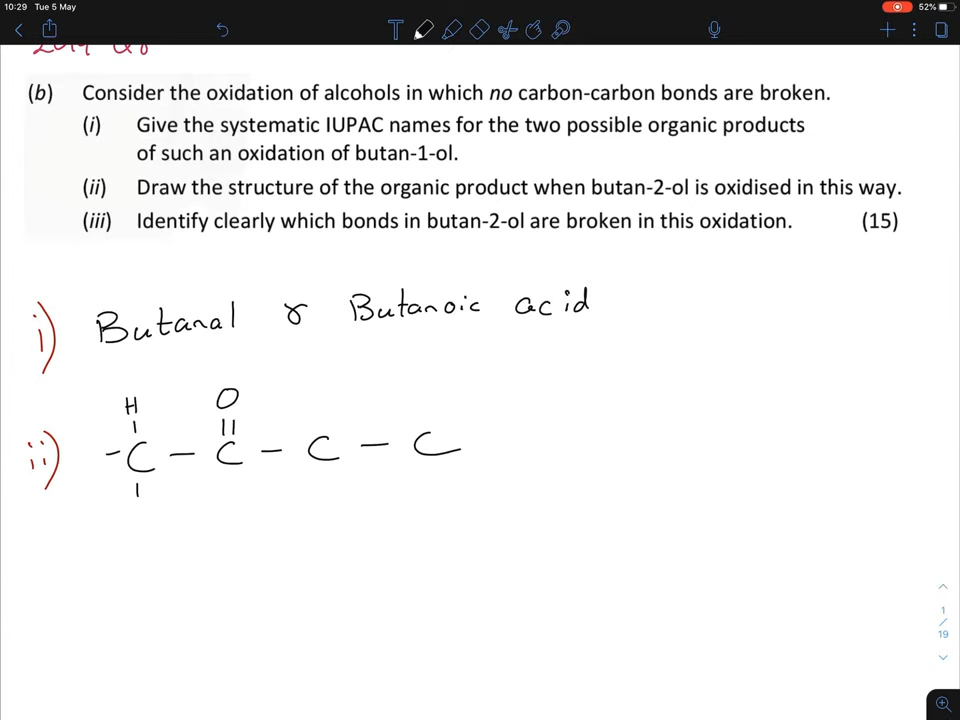 10:29 Tue 5 May
52%
(b) Consider the oxidation of alcohols in which no carbon-carbon bonds are broken.
(i) Give the systematic IUPAC names for the two possible organic products
of such an oxidation of butan-1-ol.
(ii) Draw the structure of the organic product when butan-2-ol is oxidised in this way.
(iii) Identify clearly which bonds in butan-2-ol are broken in this oxidation. (15)
i) Butanal or Butanoic acid
H O
ii) - C - C - C - C
1
/
19